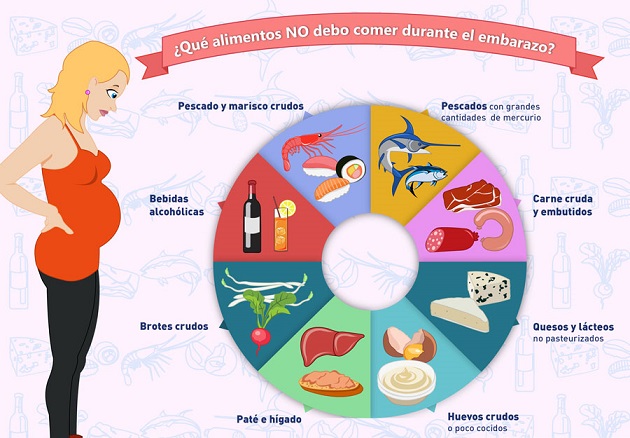 ¿Qué alimentos NO debo comer durante el embarazo?
Pescado y marisco crudos
Pescados con grandes
cantidades de mercurio
Bebidas
alcohólicas
Carne cruda
y embutidos
Brotes crudos
Quesos y lácteos
no pasteurizados
Paté e hígado
Huevos crudos
o poco cocidos